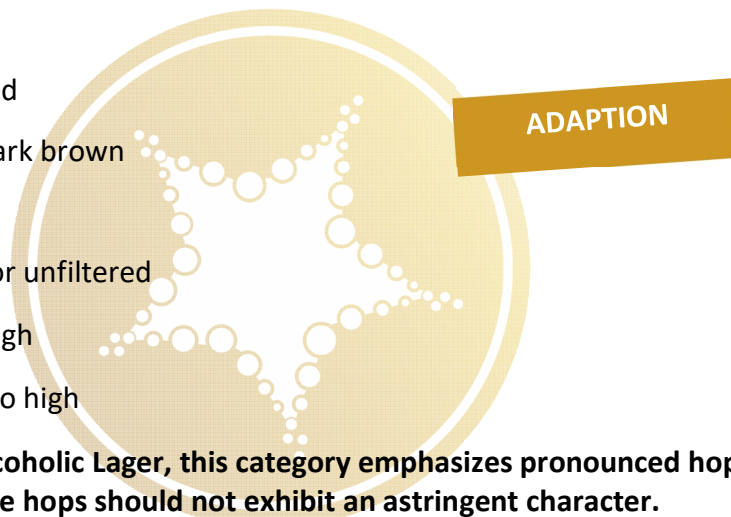 d
ADAPTION
ark brown
or unfiltered
gh
o high
coholic Lager, this category emphasizes pronounced hop
e hops should not exhibit an astringent character.